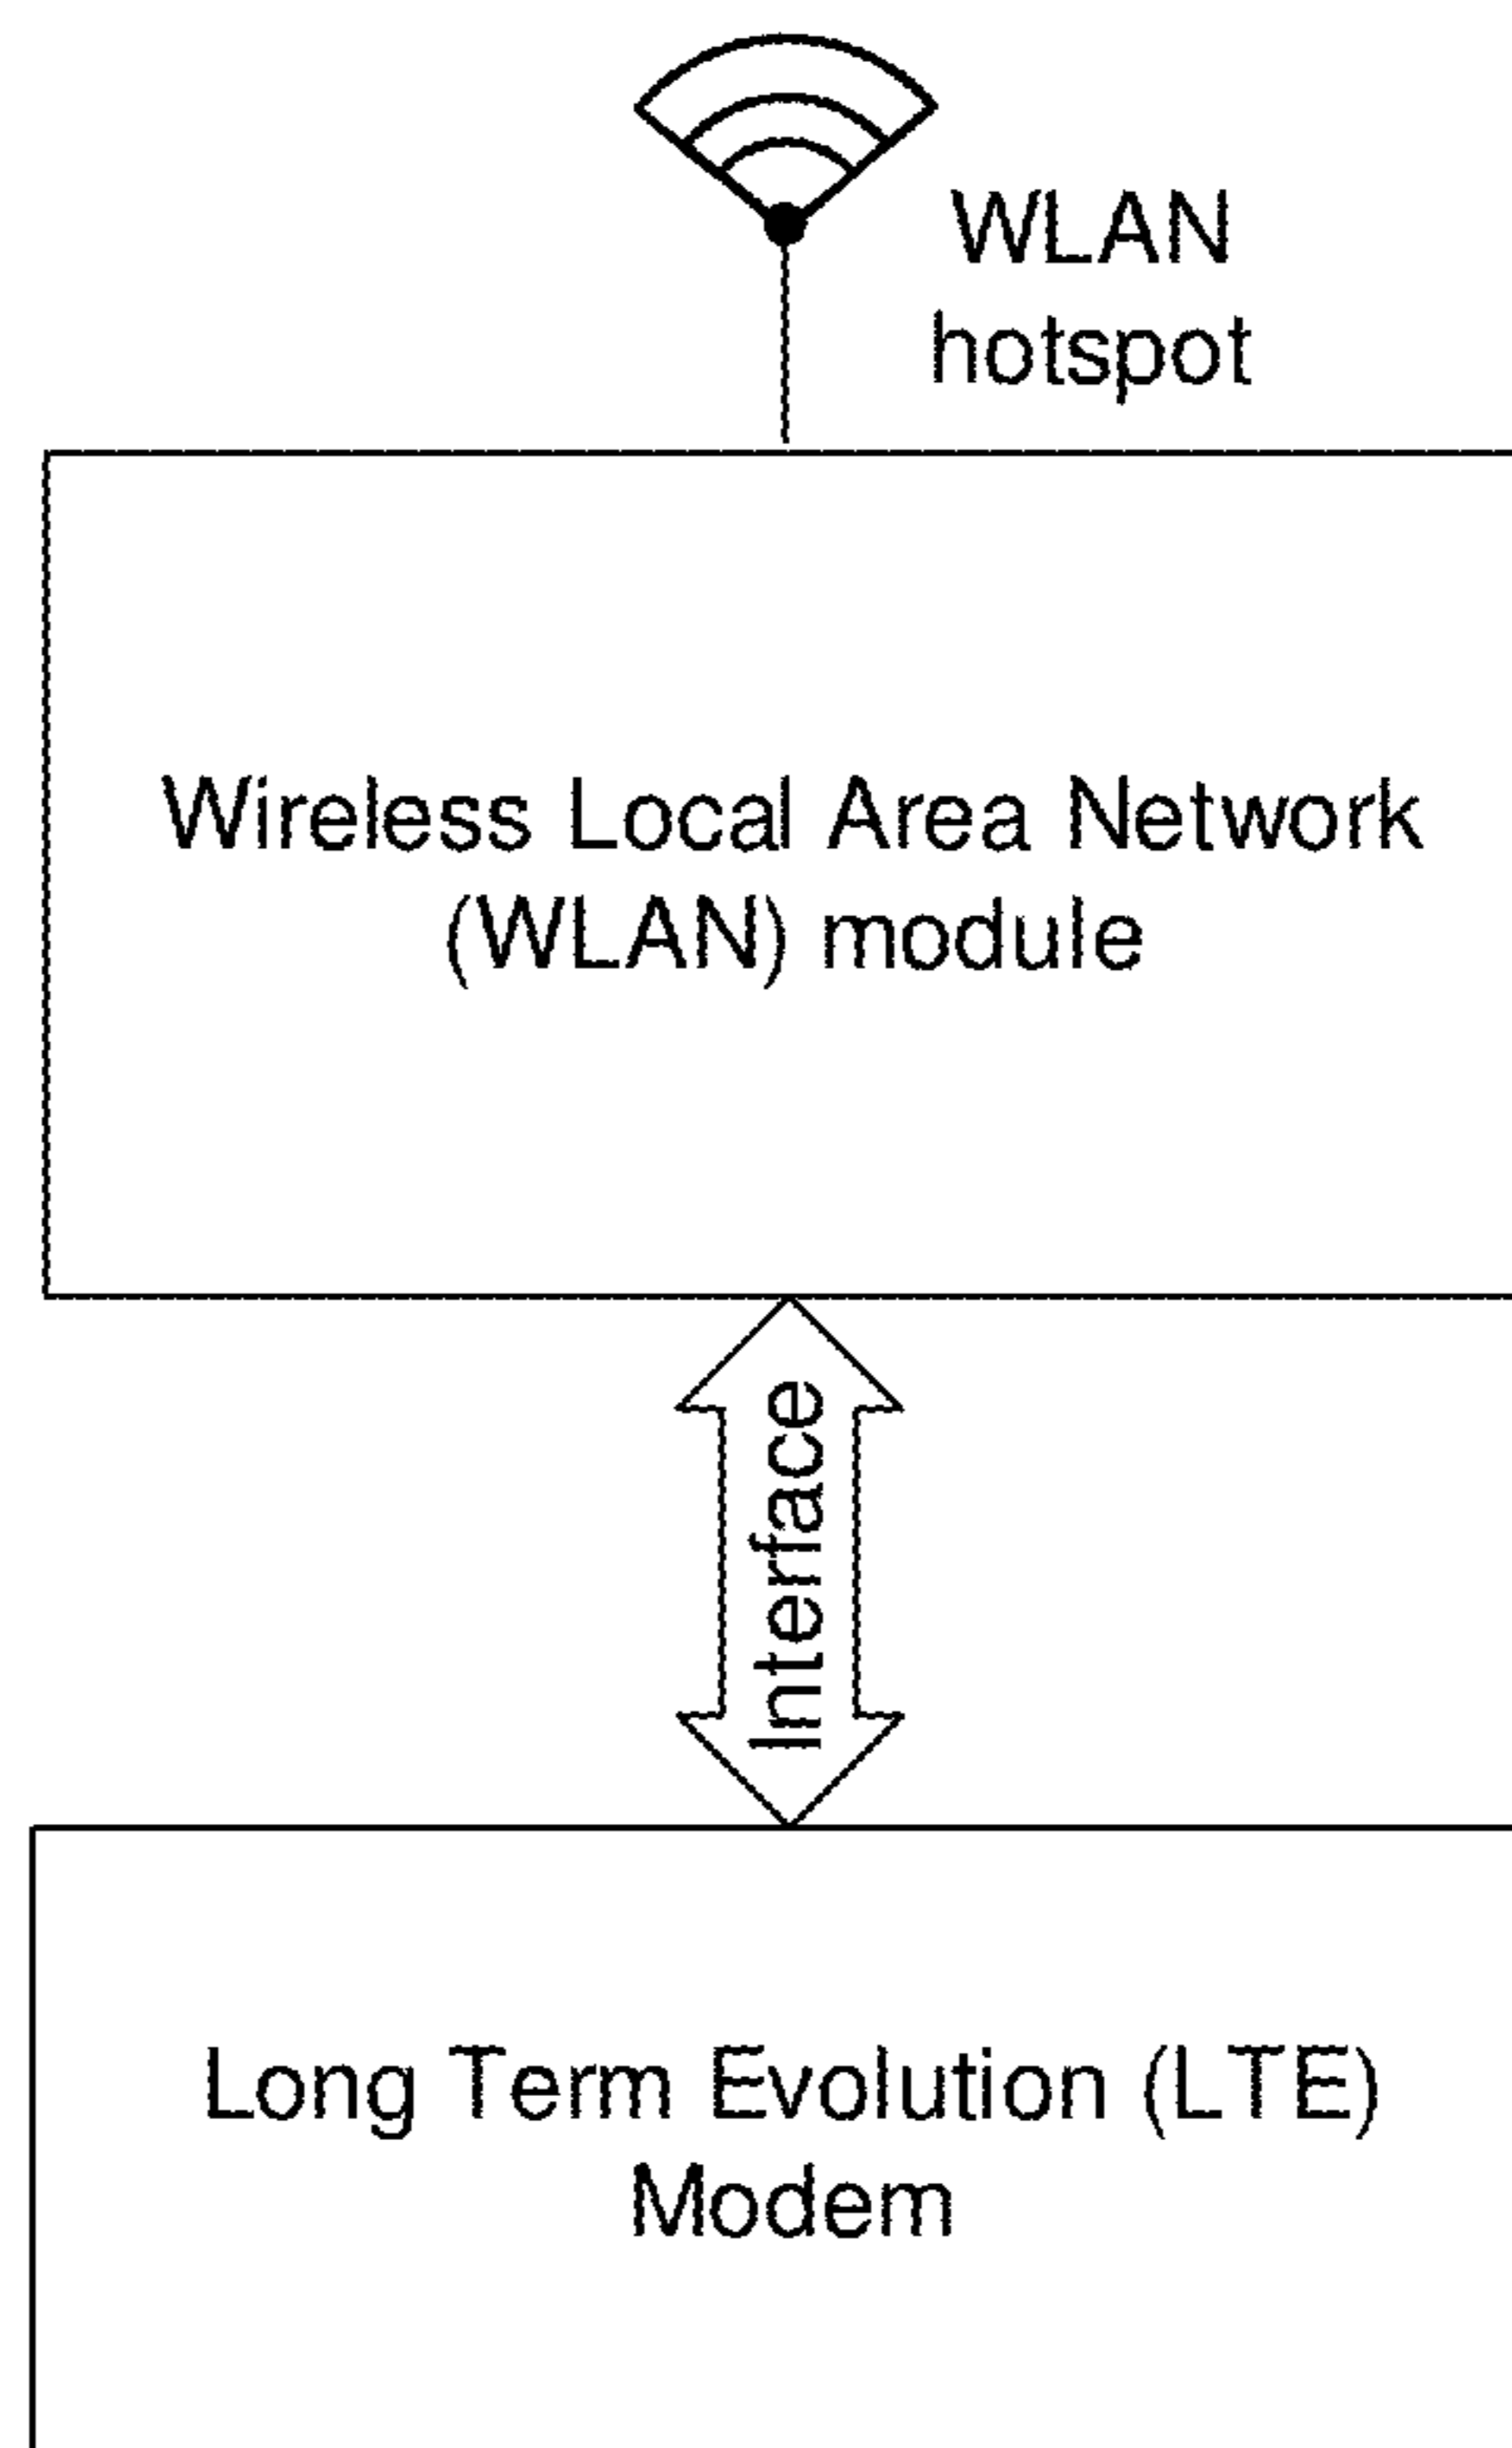 WLAN
hotspot
Wireless Local Area Network
(WLAN) module
Interface
Long Term Evolution (LTE)
Modem